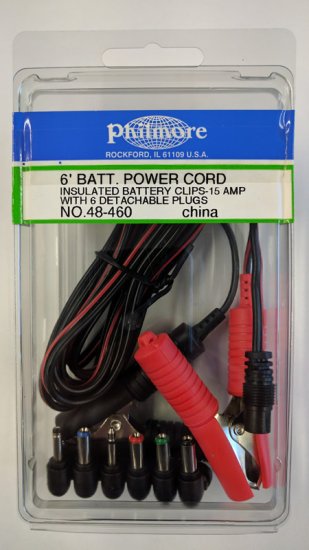 Philmore
ROCKFORD, IL 61109 U.S.A.
6' BATT. POWER CORD
INSULATED BATTERY CLIPS-15 AMP
WITH 6 DETACHABLE PLUGS
NO.48-460 china